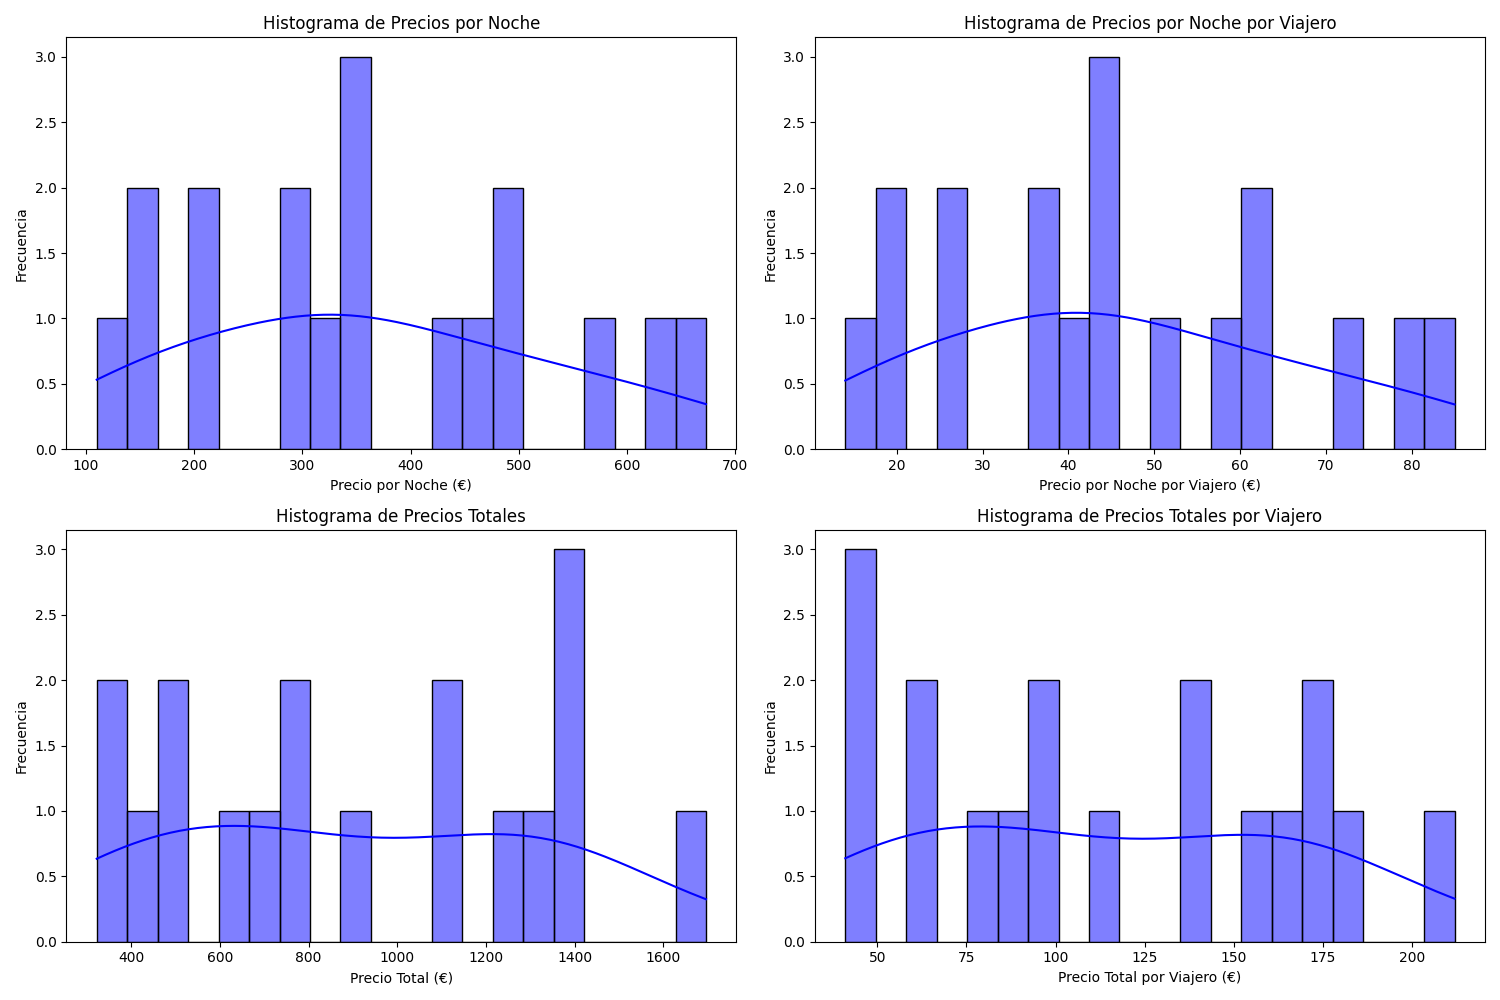 Histograma de Precios por Noche
3.0
2.5
2.0
1.5
1.0
0.5
0.0
Frecuencia
100 200 300 400 500 600 700
Precio por Noche (€)
Histograma de Precios por Noche por Viajero
3.0
2.5
2.0
1.5
1.0
0.5
0.0
Frecuencia
20 30 40 50 60 70 80
Precio por Noche por Viajero (€)
Histograma de Precios Totales
3.0
2.5
2.0
1.5
1.0
0.5
0.0
Frecuencia
400 600 800 1000 1200 1400 1600
Precio Total (€)
Histograma de Precios Totales por Viajero
3.0
2.5
2.0
1.5
1.0
0.5
0.0
Frecuencia
50 75 100 125 150 175 200
Precio Total por Viajero (€)